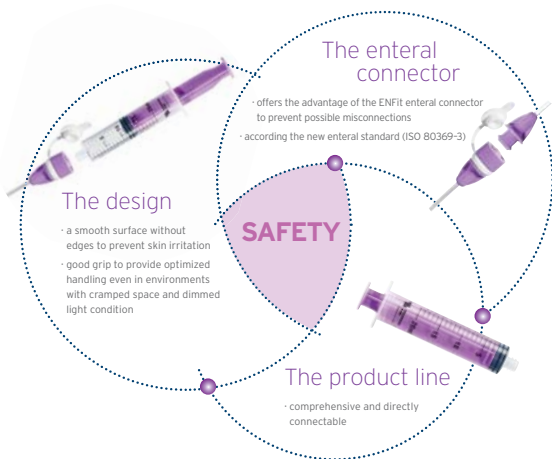 The enteral
connector
· offers the advantage of the ENFit enteral connector
to prevent possible misconnections
· according the new enteral standard (ISO 80369-3)
The design
· a smooth surface without
edges to prevent skin irritation
· good grip to provide optimized
handling even in environments
with cramped space and dimmed
light condition
SAFETY
The product line
· comprehensive and directly
connectable